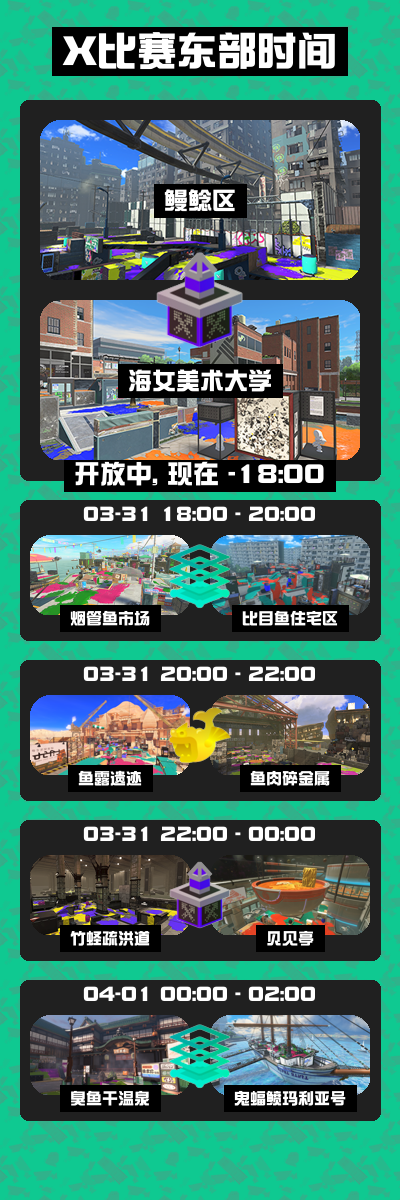 X比赛东部时间
鳗鲶区
海女美术大学
开放中, 现在 -18:00
03-31 18:00 - 20:00
烟管鱼市场
比目鱼住宅区
03-31 20:00 - 22:00
鱼露遗迹
鱼肉碎金属
03-31 22:00 - 00:00
竹蛏疏洪道
贝贝亭
04-01 00:00 - 02:00
臭鱼干温泉
鬼蝠鲼玛利亚号